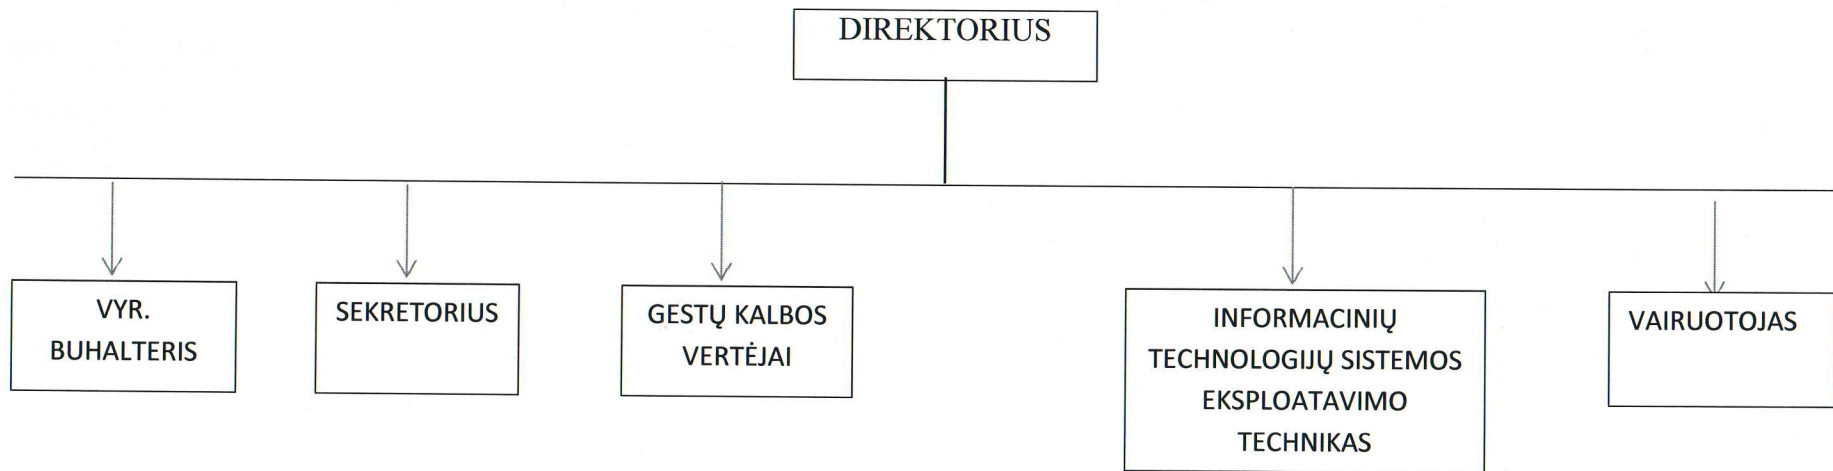 DIREKTORIUS
VYR.
BUHALTERIS
SEKRETORIUS
GESTŲ KALBOS
VERTĖJAI
INFORMACINIŲ
TECHNOLOGIJŲ SISTEMOS
EKSPLOATAVIMO
TECHNIKAS
VAIRUOTOJAS